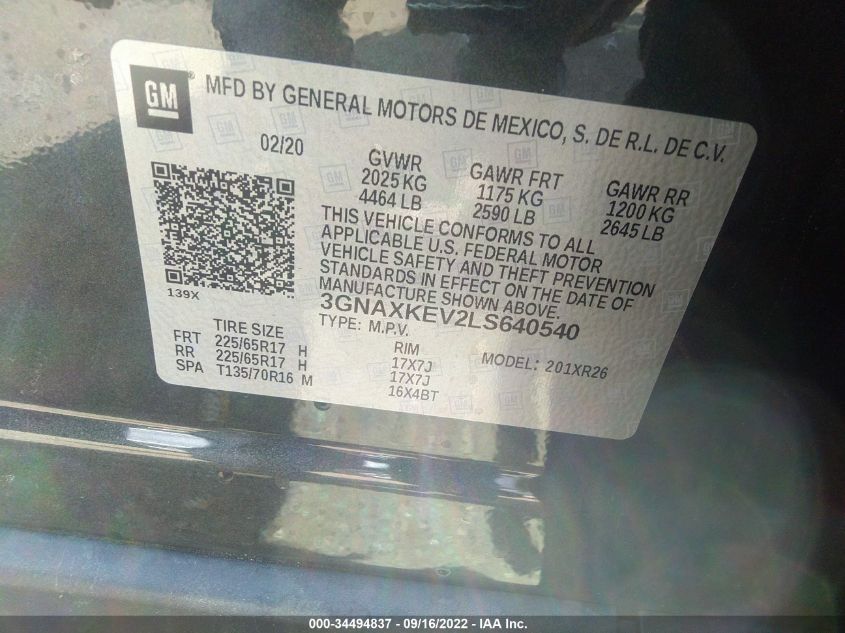 GM
MFD BY GENERAL MOTORS DE MEXICO, S. DE R.L. DE C.V.
02/20
GVWR
2025 KG
4464 LB
GAWR FRT
1175 KG
2590 LB
GAWR RR
1200 KG
2645 LB
THIS VEHICLE CONFORMS TO ALL
APPLICABLE U.S. FEDERAL MOTOR
VEHICLE SAFETY AND THEFT PREVENTION
STANDARDS IN EFFECT ON THE DATE OF
MANUFACTURE SHOWN ABOVE.
139X
3GNAXKEV2LS640540
TYPE: M.P.V.
MODEL: 201XR26
TIRE SIZE
FRT 225/65R17 H
RR 225/65R17 H
SPA T135/70R16 M
RIM
17X7J
17X7J
16X4BT
000-34494837 - 09/16/2022 - IAA Inc.